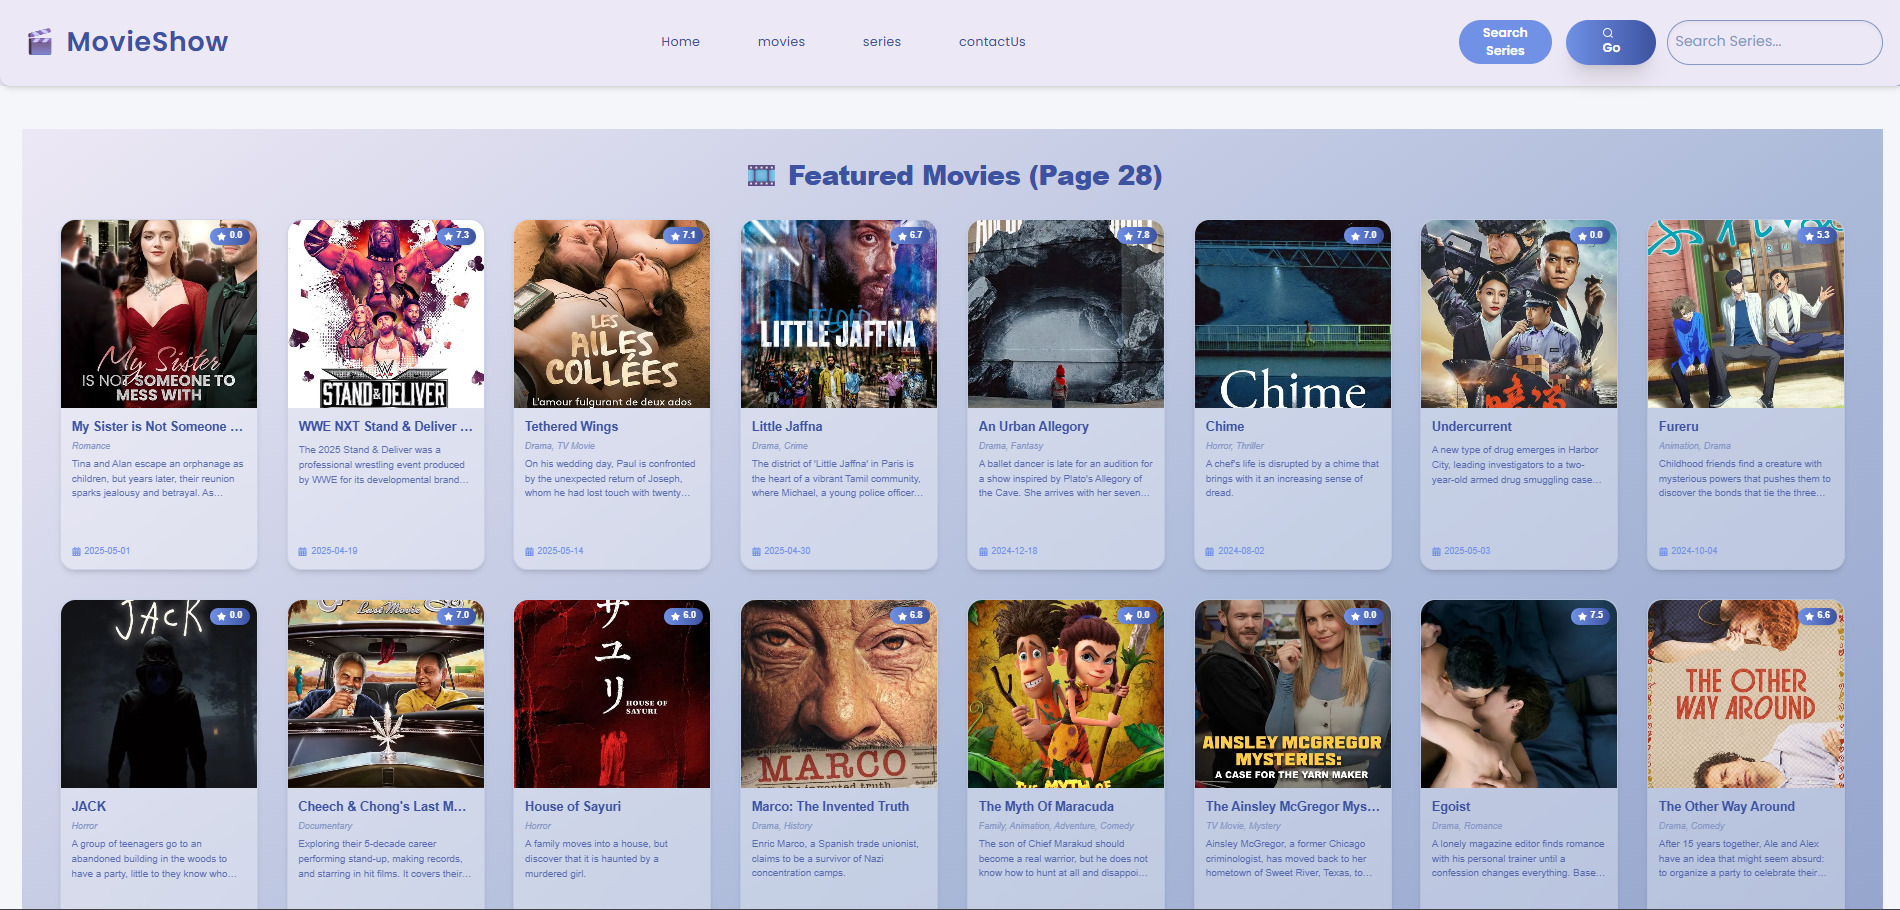 MovieShow
Home
movies
series
contactUs
Search
Series
Go
Search Series...
Featured Movies (Page 28)
0.0
My Sister
IS NOT SOMEONE TO
MESS WITH
My Sister is Not Someone ...
Romance
Tina and Alan escape an orphanage as
children, but years later, their reunion
sparks jealousy and betrayal. As...
2025-05-01
7.3
STAND & DELIVER
WWE NXT Stand & Deliver ...
The 2025 Stand & Deliver was a
professional wrestling event produced
by WWE for its developmental brand...
2025-04-19
7.1
LES
AILES
COLLÉES
L'amour fulgurant de deux ados
Tethered Wings
Drama, TV Movie
On his wedding day, Paul is confronted
by the unexpected return of Joseph,
whom he had lost touch with twenty...
2025-05-14
6.7
LITTLE JAFFNA
Little Jaffna
Drama, Crime
The district of 'Little Jaffna' in Paris is
the heart of a vibrant Tamil community,
where Michael, a young police officer...
2025-04-30
7.8
An Urban Allegory
Drama, Fantasy
A ballet dancer is late for an audition for
a show inspired by Plato's Allegory of
the Cave. She arrives with her seven...
2024-12-18
7.0
Chime
Chime
Horror, Thriller
A chef's life is disrupted by a chime that
brings with it an increasing sense of
dread.
2024-08-02
0.0
Undercurrent
A new type of drug emerges in Harbor
City, leading investigators to a two-
year-old armed drug smuggling case...
2025-05-03
5.3
Fureru
Animation, Drama
Childhood friends find a creature with
mysterious powers that pushes them to
discover the bonds that tie the three...
2024-10-04
JACK
0.0
JACK
Horror
A group of teenagers go to an
abandoned building in the woods to
have a party, little to they know who...
Last Movie
7.0
Cheech & Chong's Last M...
Documentary
Exploring their 5-decade career
performing stand-up, making records,
and starring in hit films. It covers their...
6.0
サユリ
HOUSE OF
SAYURI
House of Sayuri
Horror
A family moves into a house, but
discover that it is haunted by a
murdered girl.
6.8
MARCO
the invented truth
Marco: The Invented Truth
Drama, History
Enric Marco, a Spanish trade unionist,
claims to be a survivor of Nazi
concentration camps.
0.0
THE MYTH OF
The Myth Of Maracuda
Family, Animation, Adventure, Comedy
The son of Chief Marakud should
become a real warrior, but he does not
know how to hunt at all and disappoi...
0.0
AINSLEY MCGREGOR
MYSTERIES:
A CASE FOR THE YARN MAKER
The Ainsley McGregor Mys...
TV Movie, Mystery
Ainsley McGregor, a former Chicago
criminologist, has moved back to her
hometown of Sweet River, Texas, to...
7.5
Egoist
Drama, Romance
A lonely magazine editor finds romance
with his personal trainer until a
confession changes everything. Base...
6.6
THE OTHER
WAY AROUND
The Other Way Around
Drama, Comedy
After 15 years together, Ale and Alex
have an idea that might seem absurd:
to organize a party to celebrate their...